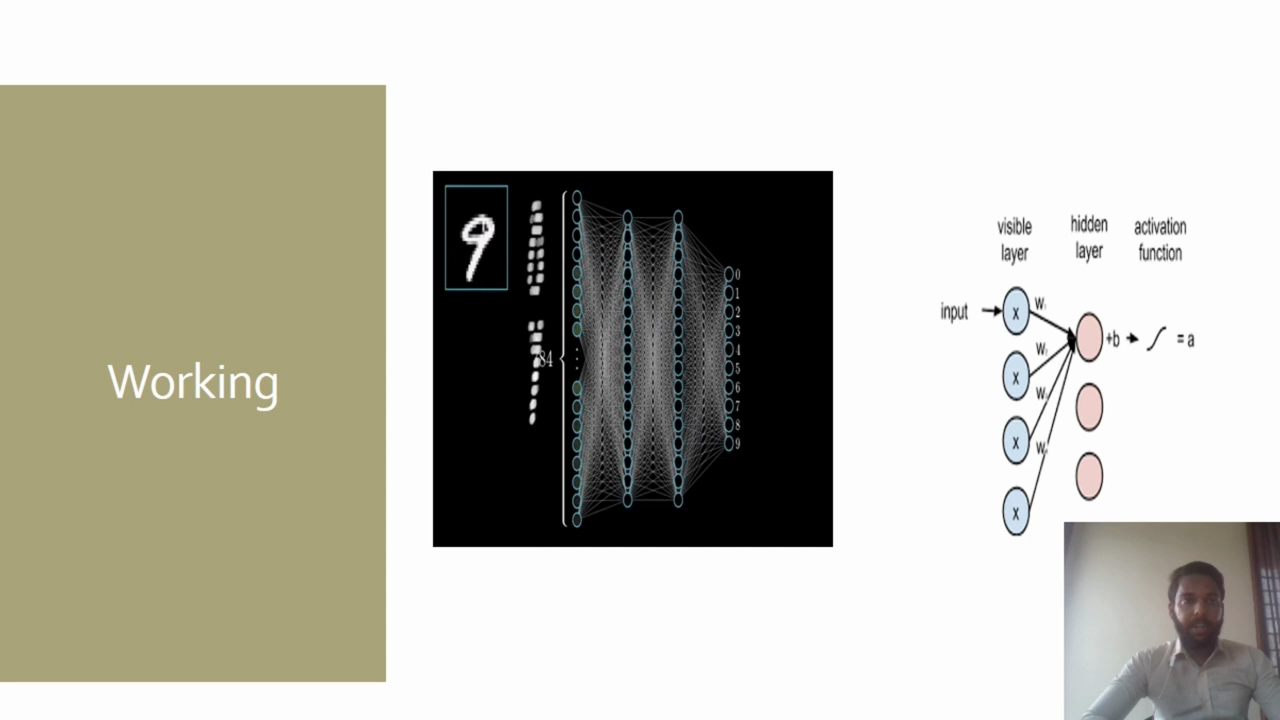 Working
9
84
0
1
2
3
4
5
6
7
8
9
visible
layer
hidden
layer
activation
function
input
x
x
x
x
W
W
W
W
+b
= a